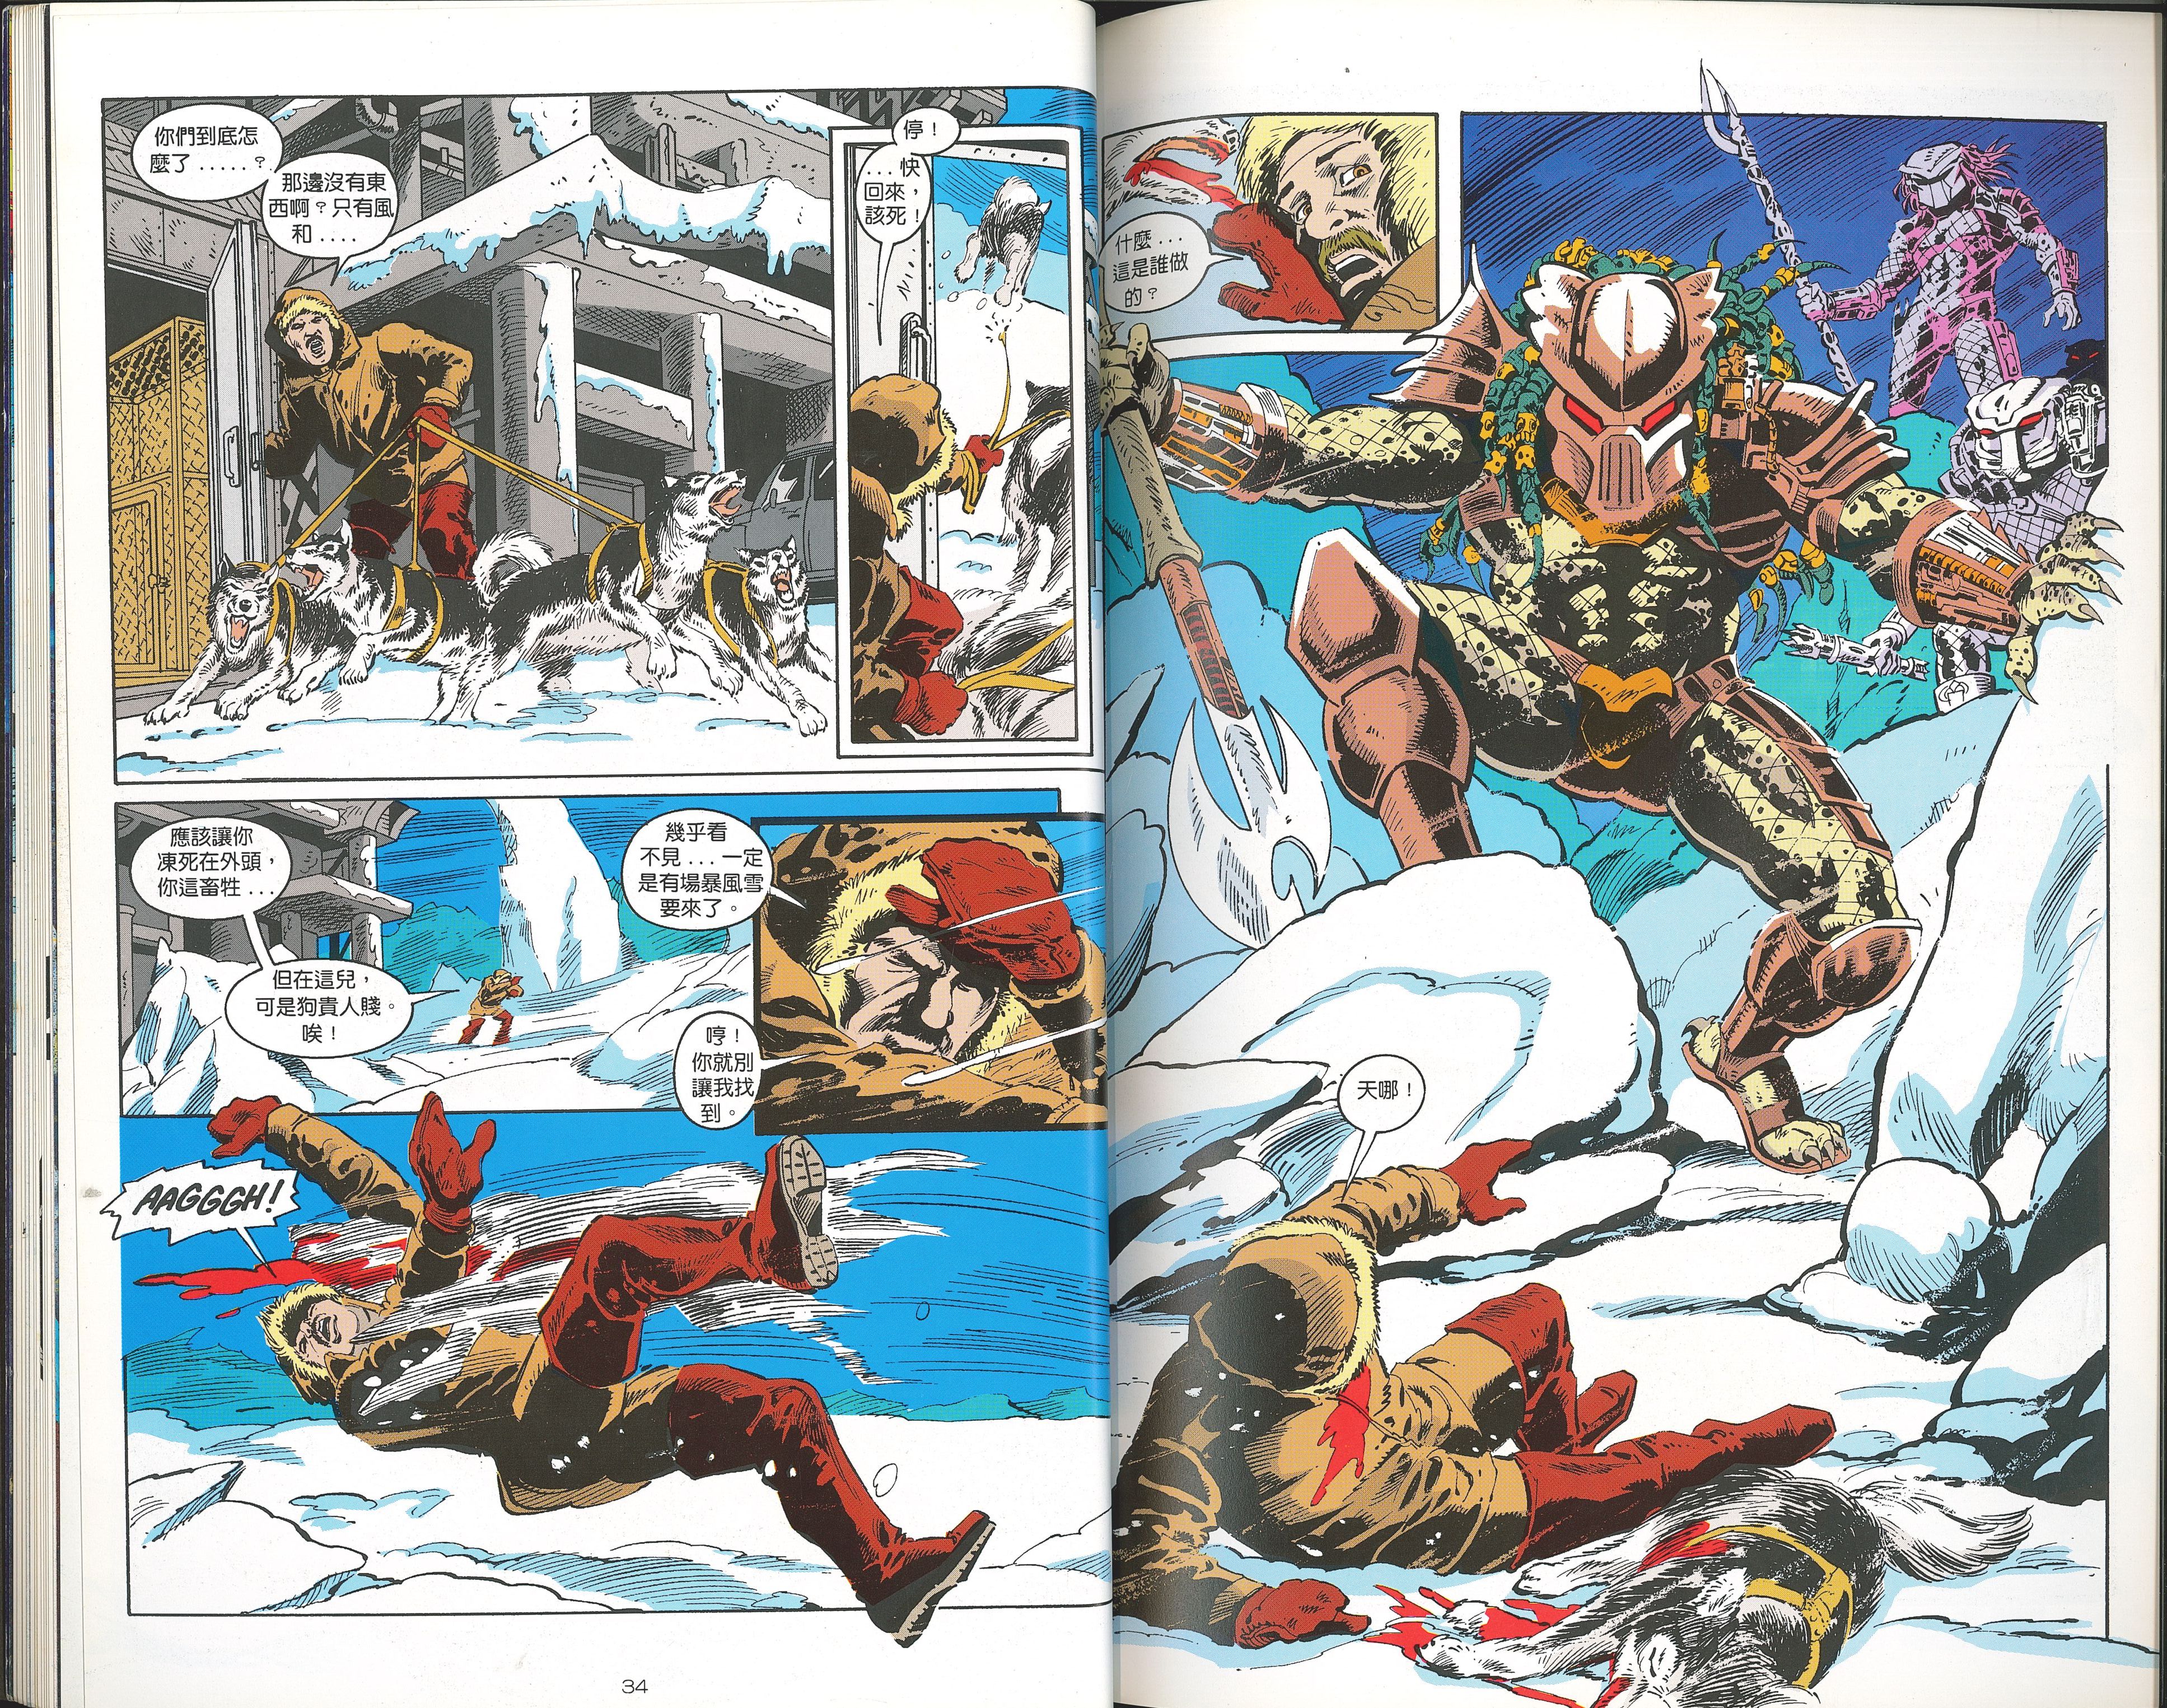 你們到底怎
麼了．．．．．？
那邊沒有東
西啊？只有風
和．．．．
停！
．．．快
回來，
該死！
應該讓你
凍死在外頭，
你這畜牲．．．
但在這兒，
可是狗貴人賤。
唉！
幾乎看
不見．．．一定
是有場暴風雪
要來了。
哼！
你就別
讓我找
到。
AAGGGH!
34
什麼．．．
這是誰做
的？
天哪！